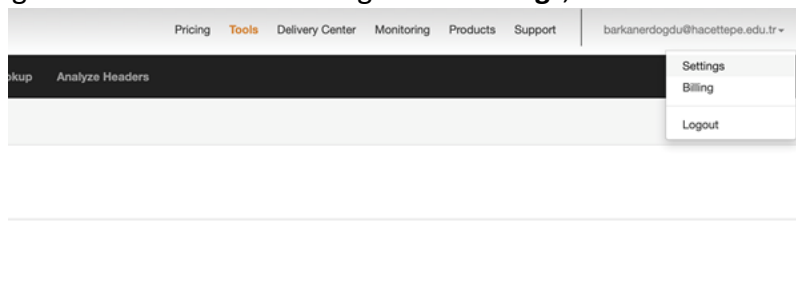 Pricing Tools Delivery Center Monitoring Products Support barkanerdogdu@hacettepe.edu.tr
Analyze Headers
Settings
Billing
Logout